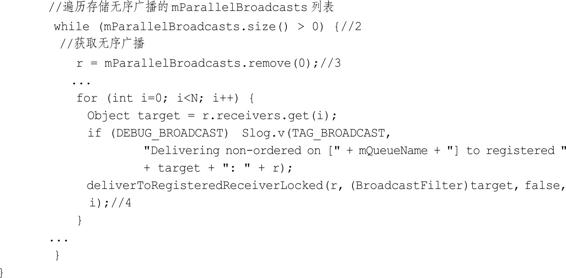 //遍历存储无序广播的mParallelBroadcasts列表
while (mParallelBroadcasts.size() > 0) {//2
//获取无序广播
r = mParallelBroadcasts.remove(0);//3
...
for (int i=0; i<N; i++) {
Object target = r.receivers.get(i);
if (DEBUG_BROADCAST) Slog.v(TAG_BROADCAST,
"Delivering non-ordered on [" + mQueueName + "] to registered "
+ target + ": " + r);
deliverToRegisteredReceiverLocked(r, (BroadcastFilter)target, false,
i);//4
}
...
}
}